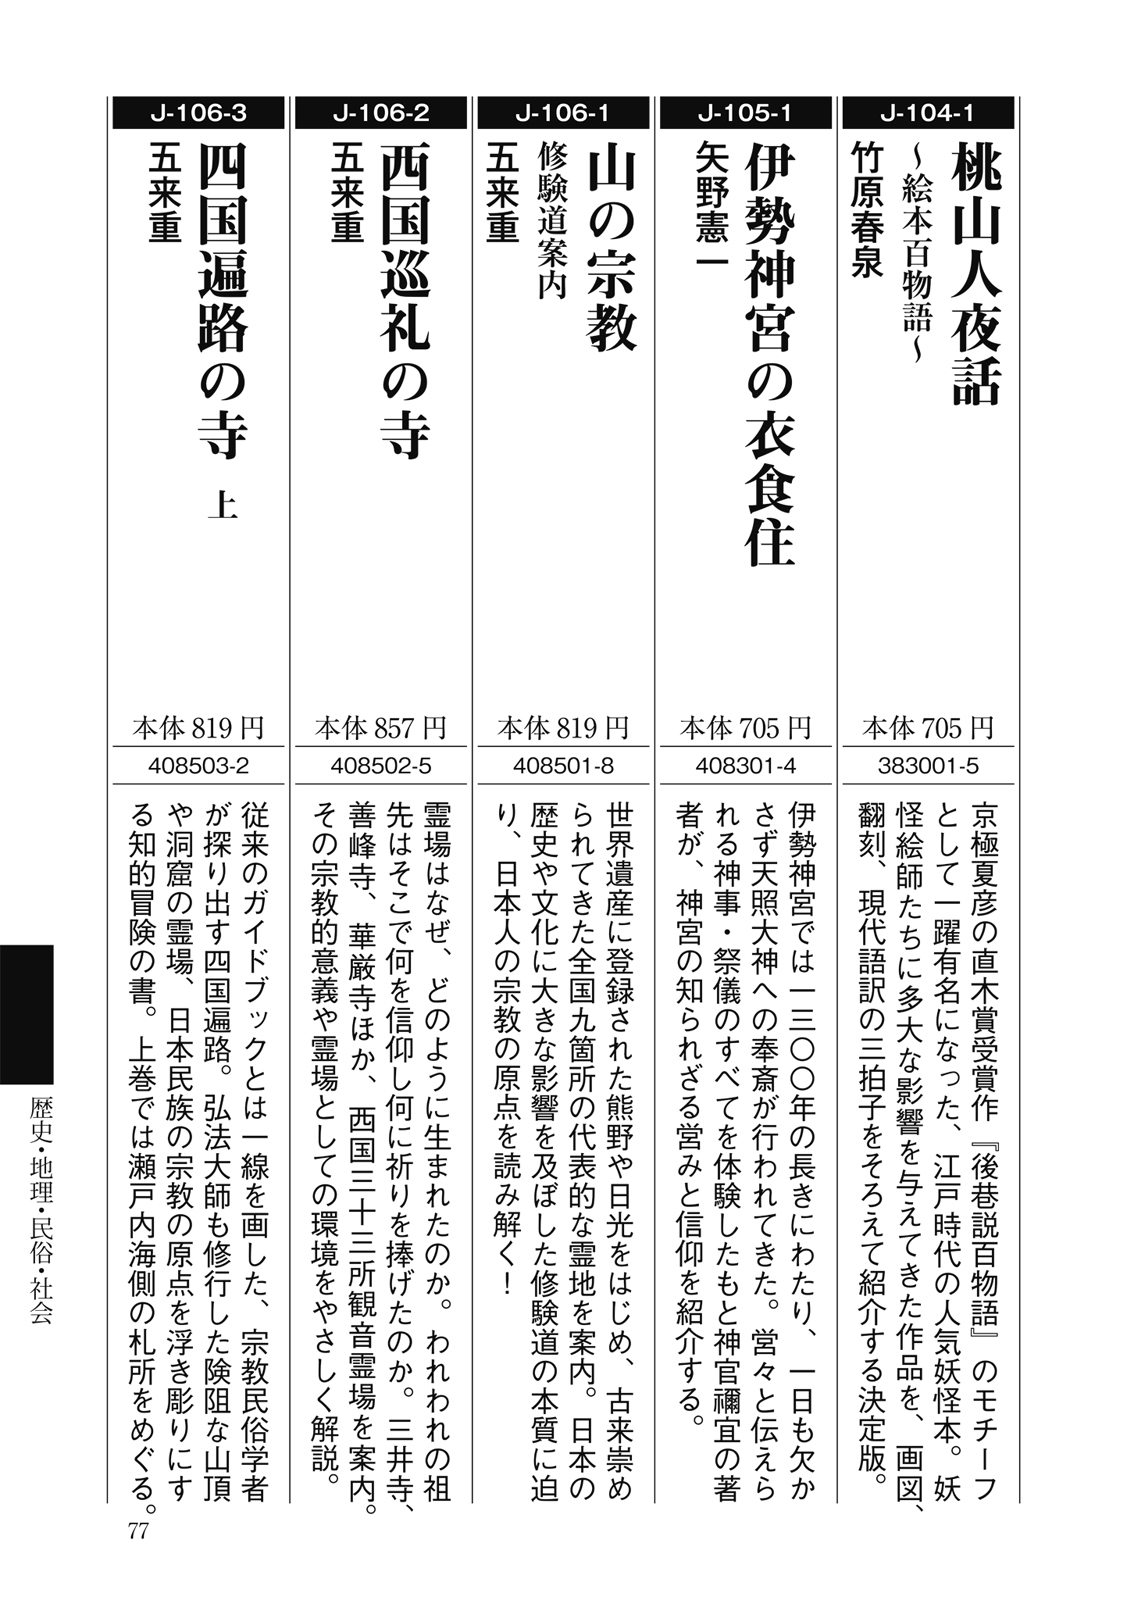 J-104-1
桃山人夜話
～絵本百物語～
竹原春泉
本体 705 円
383001-5
京極夏彦の直木賞受賞作『後巷説百物語』のモチーフ
として一躍有名になった、江戸時代の人気妖怪本。妖
怪絵師たちに多大な影響を与えてきた作品を、画図、
翻刻、現代語訳の三拍子をそろえて紹介する決定版。
J-105-1
伊勢神宮の衣食住
矢野憲一
本体 705 円
408301-4
伊勢神宮では一三〇〇年の長きにわたり、一日も欠か
さず天照大神への奉斎が行われてきた。営々と伝えら
れる神事・祭儀のすべてを体験したもと神官禰宜の著
者が、神宮の知られざる営みと信仰を紹介する。
J-106-1
山の宗教
修験道案内
五来重
本体 819 円
408501-8
世界遺産に登録された熊野や日光をはじめ、古来崇め
られてきた全国九箇所の代表的な霊地を案内。日本の
歴史や文化に大きな影響を及ぼした修験道の本質に迫
り、日本人の宗教の原点を読み解く！
J-106-2
西国巡礼の寺
五来重
本体 857 円
408502-5
霊場はなぜ、どのように生まれたのか。われわれの祖
先はそこで何を信仰し何に祈りを捧げたのか。三井寺、
善峰寺、華厳寺ほか、西国三十三所観音霊場を案内。
その宗教的意義や霊場としての環境をやさしく解説。
J-106-3
四国遍路の寺 上
五来重
本体 819 円
408503-2
従来のガイドブックとは一線を画した、宗教民俗学者
が探り出す四国遍路。弘法大師も修行した険阻な山頂
や洞窟の霊場、日本民族の宗教の原点を浮き彫りにす
る知的冒険の書。上巻では瀬戸内海側の札所をめぐる。
歴史・地理・民俗・社会
77